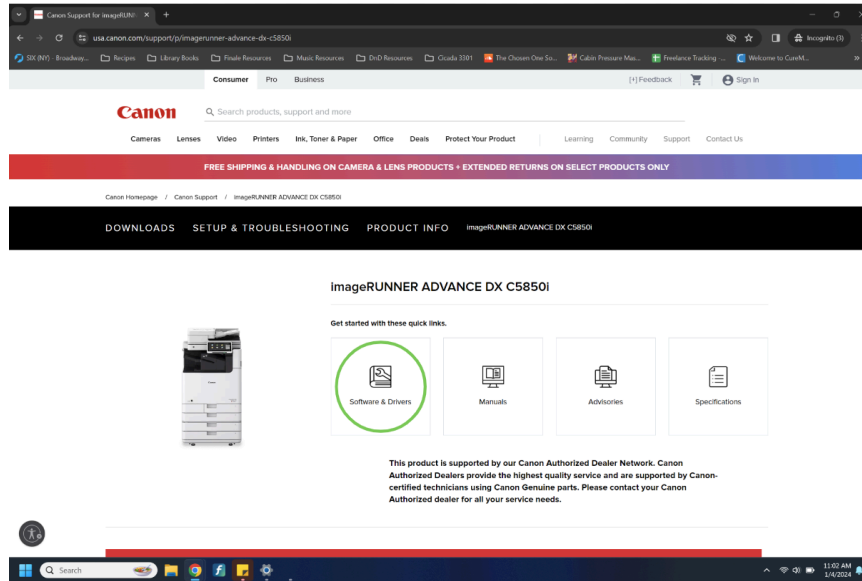 Canon Support for imageRUNN
usa.canon.com/support/p/imagerunner-advance-dx-c5850i
Incognito (3)
SIX (NY) - Broadway...
Recipes
Library Books
Finale Resources
Music Resources
DnD Resources
Cicada 3301
The Chosen One So...
Cabin Pressure Mas...
Freelance Tracking ...
Welcome to CureM...
Consumer Pro Business
[+] Feedback
Sign In
Canon
Search products, support and more
Cameras Lenses Video Printers Ink, Toner & Paper Office Deals Protect Your Product Learning Community Support Contact Us
FREE SHIPPING & HANDLING ON CAMERA & LENS PRODUCTS + EXTENDED RETURNS ON SELECT PRODUCTS ONLY
Canon Homepage / Canon Support / imageRUNNER ADVANCE DX C5850i
DOWNLOADS SETUP & TROUBLESHOOTING PRODUCT INFO imageRUNNER ADVANCE DX C5850i
imageRUNNER ADVANCE DX C5850i
Get started with these quick links.
Software & Drivers
Manuals
Advisories
Specifications
This product is supported by our Canon Authorized Dealer Network. Canon
Authorized Dealers provide the highest quality service and are supported by Canon-
certified technicians using Canon Genuine parts. Please contact your Canon
Authorized dealer for all your service needs.
Search
11:02 AM
1/4/2024